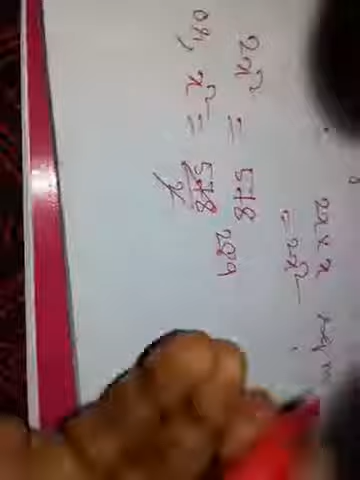 2x × x
= 2x²
2x² = 578
or, x² = 578/2 289